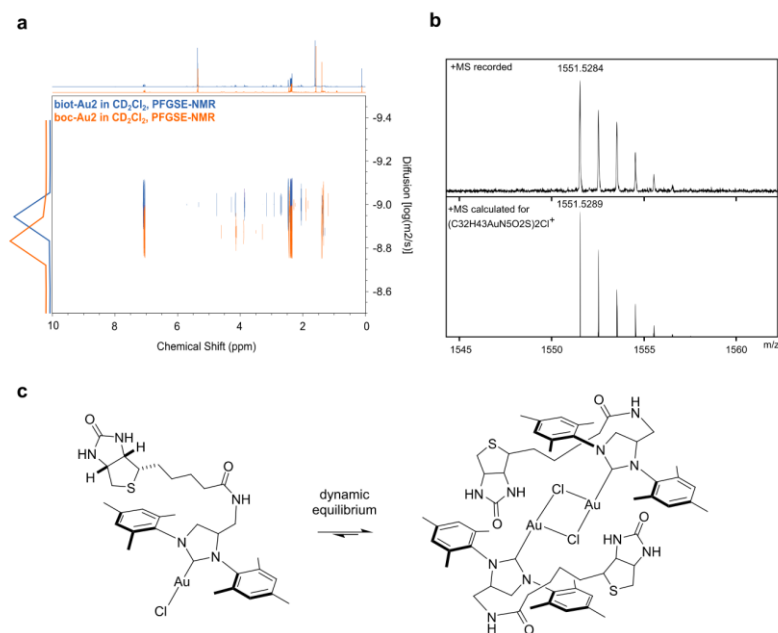 a
biot-Au2 in CD₂Cl₂, PFGSE-NMR
boc-Au2 in CD₂Cl₂, PFGSE-NMR
-9.4
-9.2
-9.0
-8.8
-8.6
Diffusion [log(m2/s)]
10 8 6 4 2 0
Chemical Shift (ppm)
b
+MS recorded
1551.5284
+MS calculated for
(C32H43AuN5O2S)2Cl⁺
1551.5289
1545 1550 1555 1560 m/z
c
O
HN
NH
H
H
S
O
NH
N
N
Au
Cl
dynamic
equilibrium
O
H
N
S
N
N
HN
NH
O
Cl
Au
Au
Cl
O
HN
NH
N
N
S
NH
O